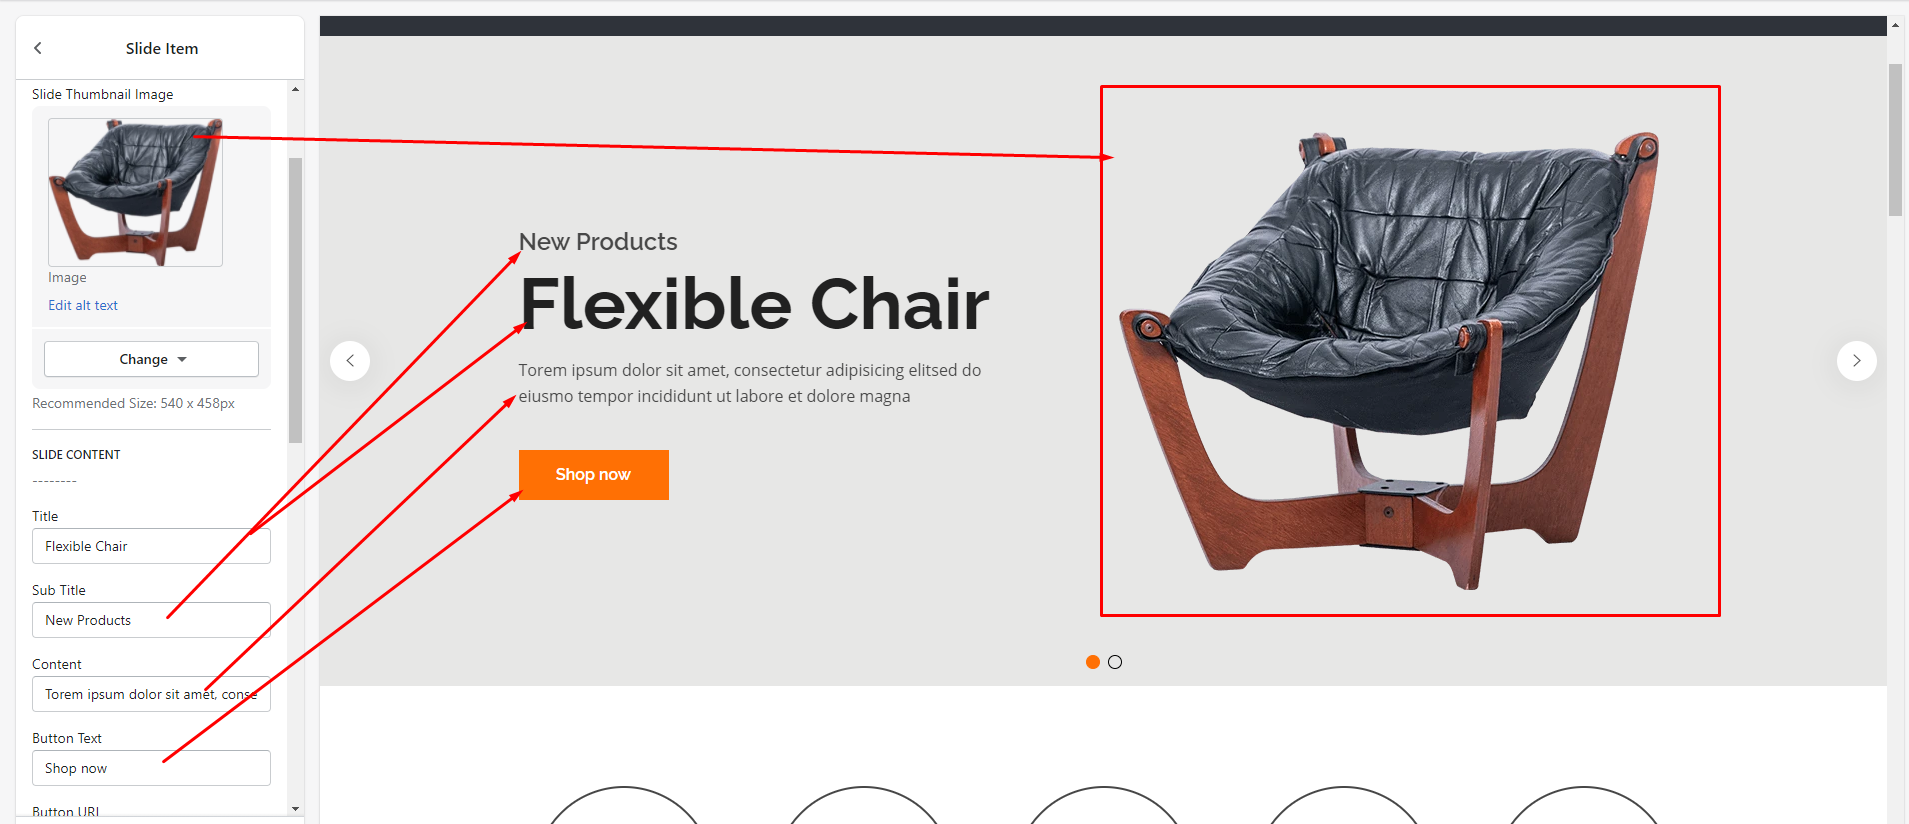 Slide Item
Slide Thumbnail Image
Image
Edit alt text
Change
Recommended Size: 540 x 458px
SLIDE CONTENT
--------
Title
Flexible Chair
Sub Title
New Products
Content
Torem ipsum dolor sit amet, conse
Button Text
Shop now
Button URL
New Products
Flexible Chair
Torem ipsum dolor sit amet, consectetur adipisicing elitsed do
eiusmo tempor incididunt ut labore et dolore magna
Shop now